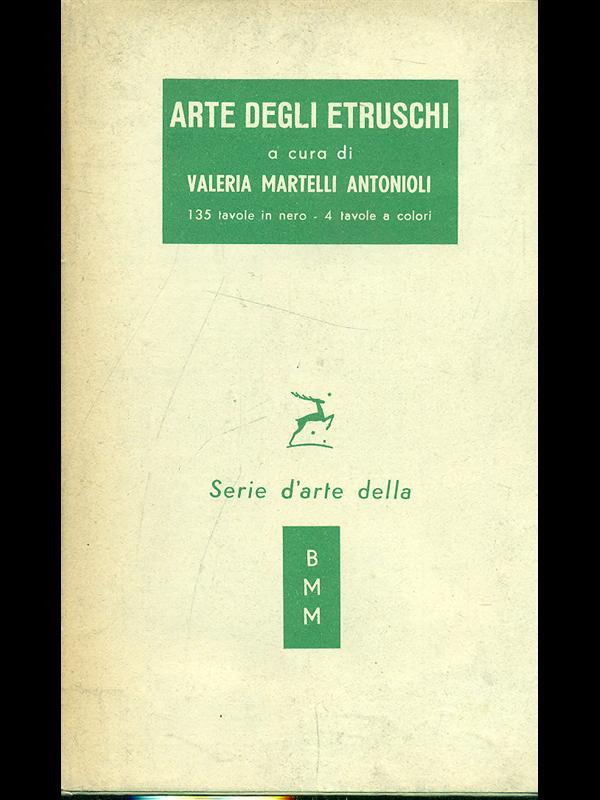 ARTE DEGLI ETRUSCHI
a cura di
VALERIA MARTELLI ANTONIOLI
135 tavole in nero - 4 tavole a colori
Serie d'arte della
B
M
M